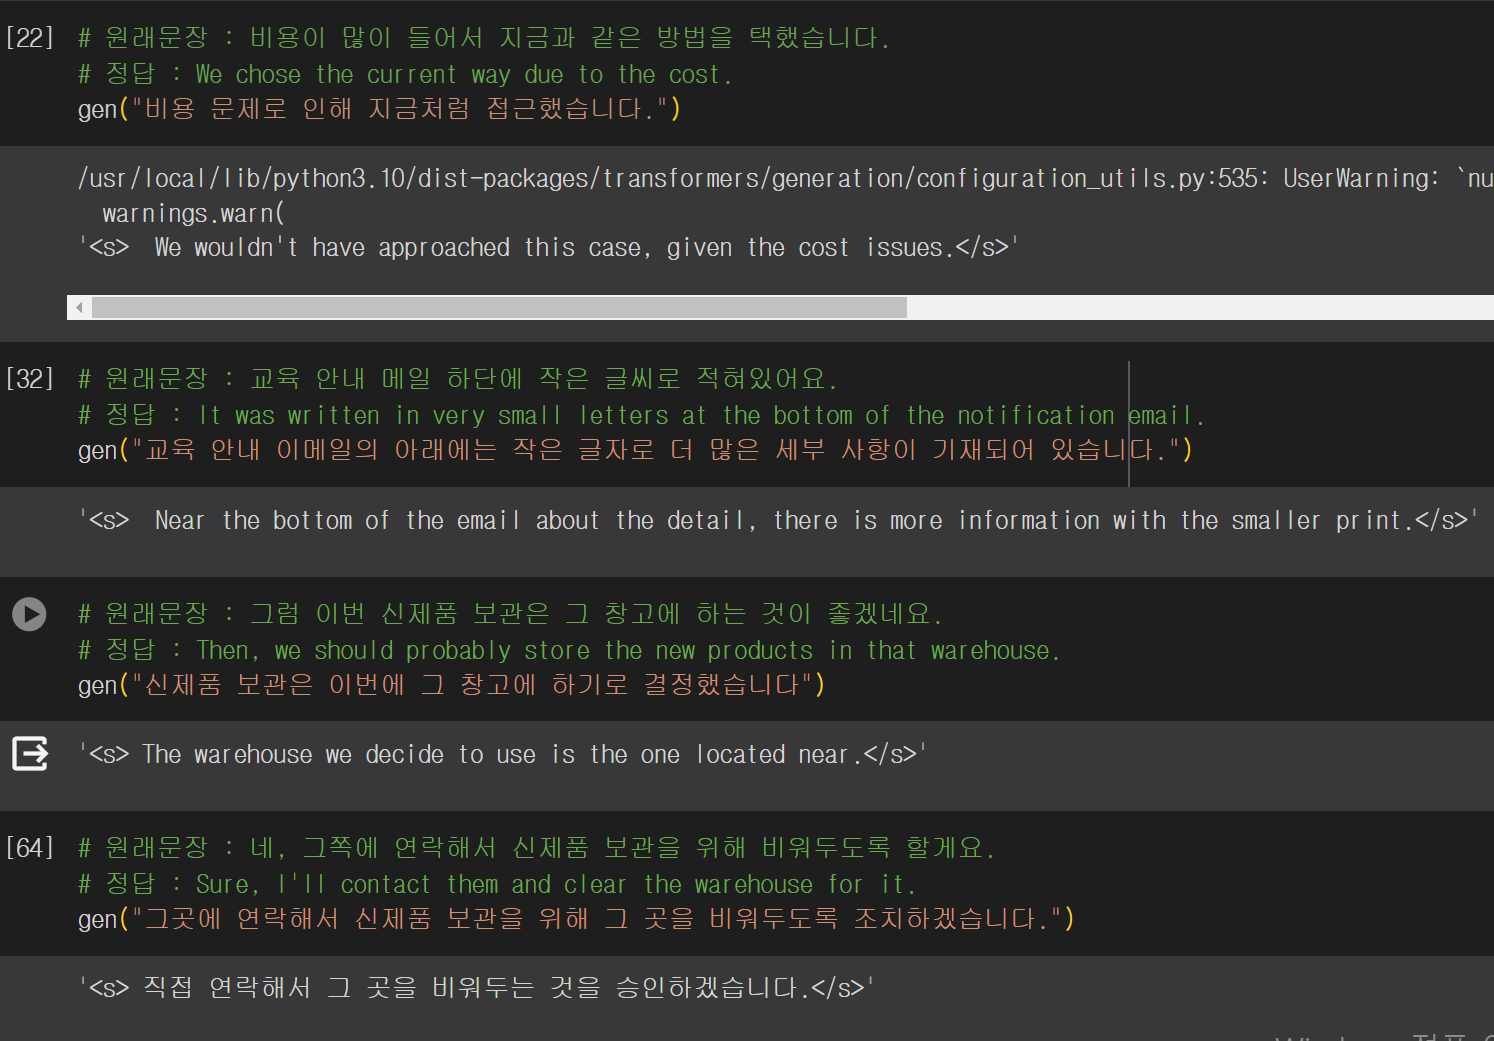 [22] # 원래문장 : 비용이 많이 들어서 지금과 같은 방법을 택했습니다.
# 정답 : We chose the current way due to the cost.
gen("비용 문제로 인해 지금처럼 접근했습니다.")
/usr/local/lib/python3.10/dist-packages/transformers/generation/configuration_utils.py:535: UserWarning: `nu
warnings.warn(
'<s>  We wouldn't have approached this case, given the cost issues.</s>'
[32] # 원래문장 : 교육 안내 메일 하단에 작은 글씨로 적혀있어요.
# 정답 : It was written in very small letters at the bottom of the notification email.
gen("교육 안내 이메일의 아래에는 작은 글자로 더 많은 세부 사항이 기재되어 있습니다.")
'<s>  Near the bottom of the email about the detail, there is more information with the smaller print.</s>'
# 원래문장 : 그럼 이번 신제품 보관은 그 창고에 하는 것이 좋겠네요.
# 정답 : Then, we should probably store the new products in that warehouse.
gen("신제품 보관은 이번에 그 창고에 하기로 결정했습니다")
'<s> The warehouse we decide to use is the one located near.</s>'
[64] # 원래문장 : 네, 그쪽에 연락해서 신제품 보관을 위해 비워두도록 할게요.
# 정답 : Sure, I'll contact them and clear the warehouse for it.
gen("그곳에 연락해서 신제품 보관을 위해 그 곳을 비워두도록 조치하겠습니다.")
'<s> 직접 연락해서 그 곳을 비워두는 것을 승인하겠습니다.</s>'